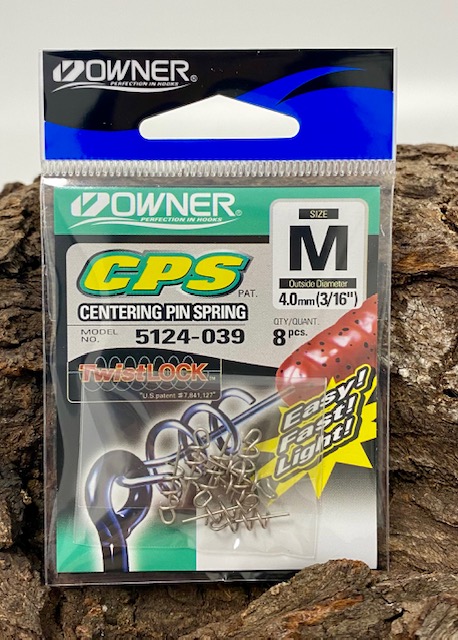 OWNER®
PERFECTION IN HOOKS
OWNER®
PERFECTION IN HOOKS
SIZE
M
Outside Diameter
4.0mm(3/16")
CPS
PAT.
CENTERING PIN SPRING
QTY/QUANT.
8 pcs.
MODEL NO. 5124-039
TwistLOCK™
"U.S. patent #7,841,127"
Easy!
Fast!
Light!